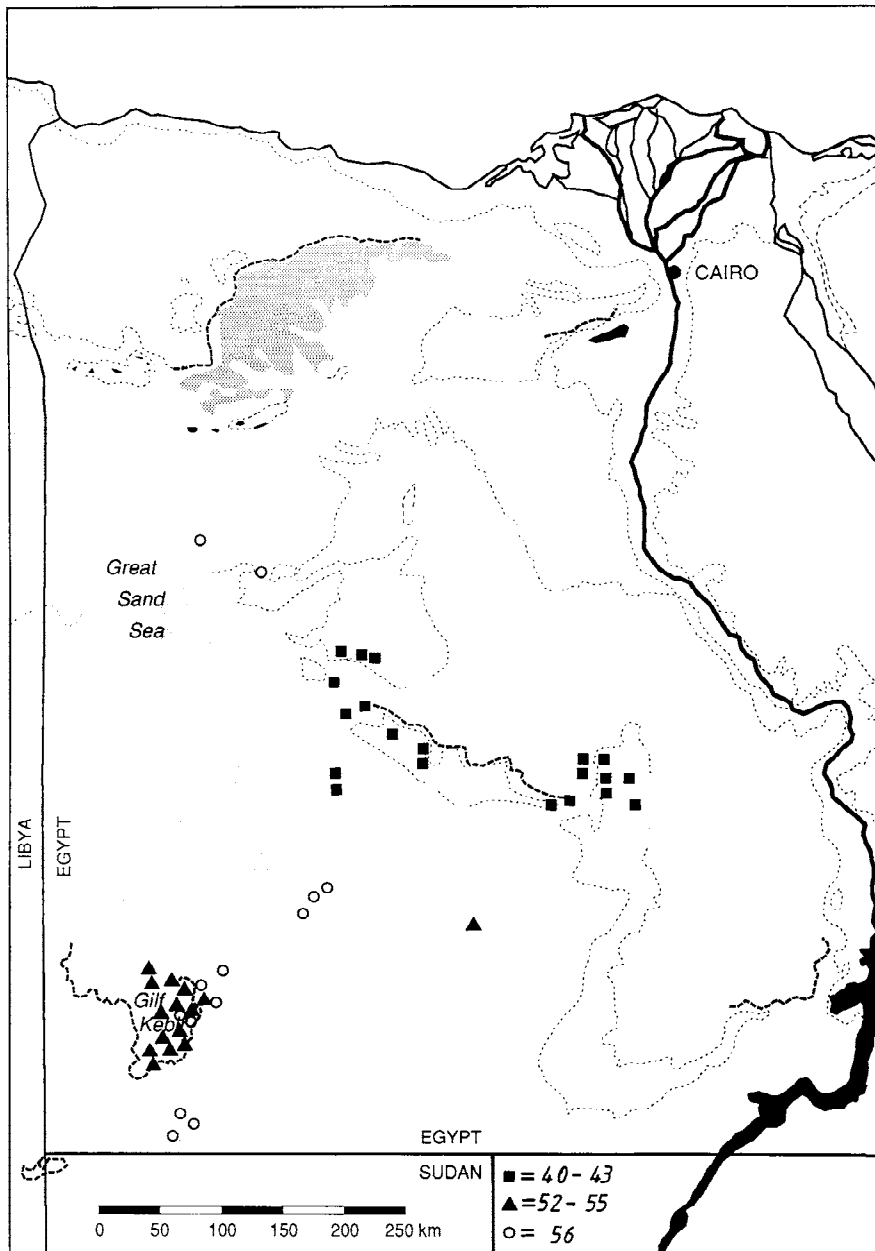 CAIRO
Great
Sand
Sea
LIBYA
EGYPT
Gilf
Kebir
EGYPT
SUDAN
■ = 40 - 43
▲ = 52 - 55
○ = 56
0 50 100 150 200 250 km